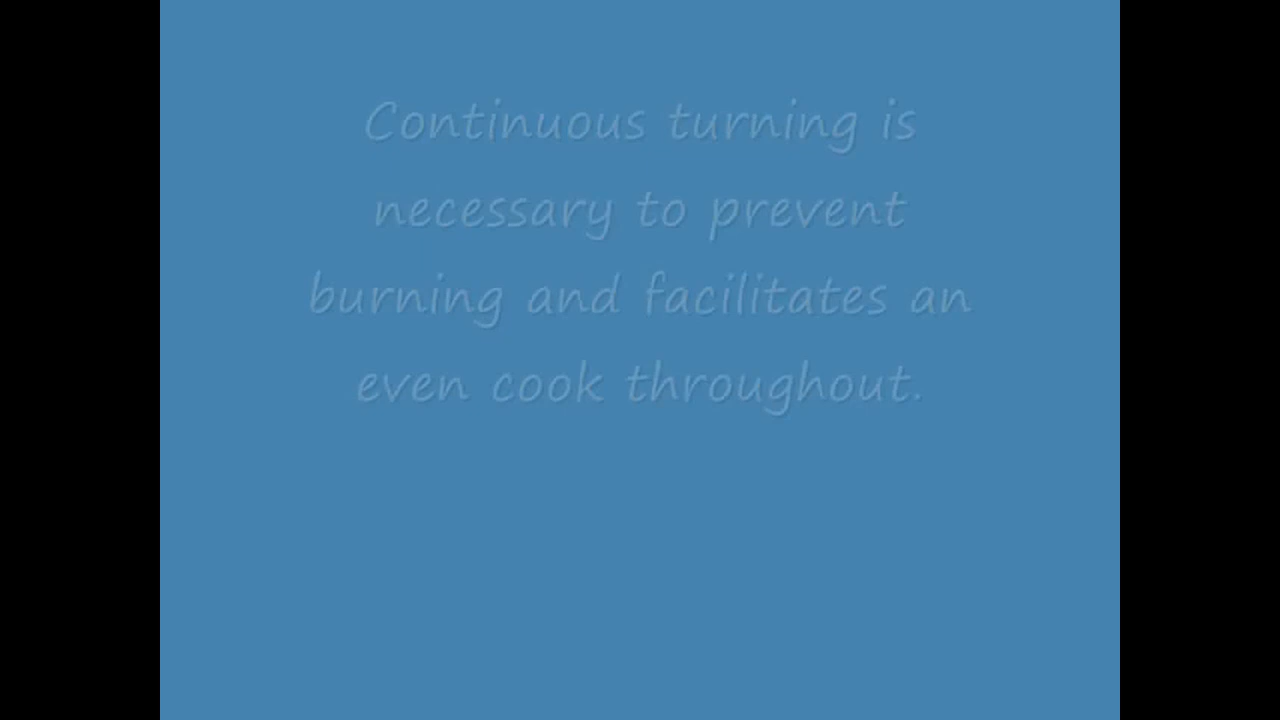 Continuous turning is
necessary to prevent
burning and facilitates an
even cook throughout.